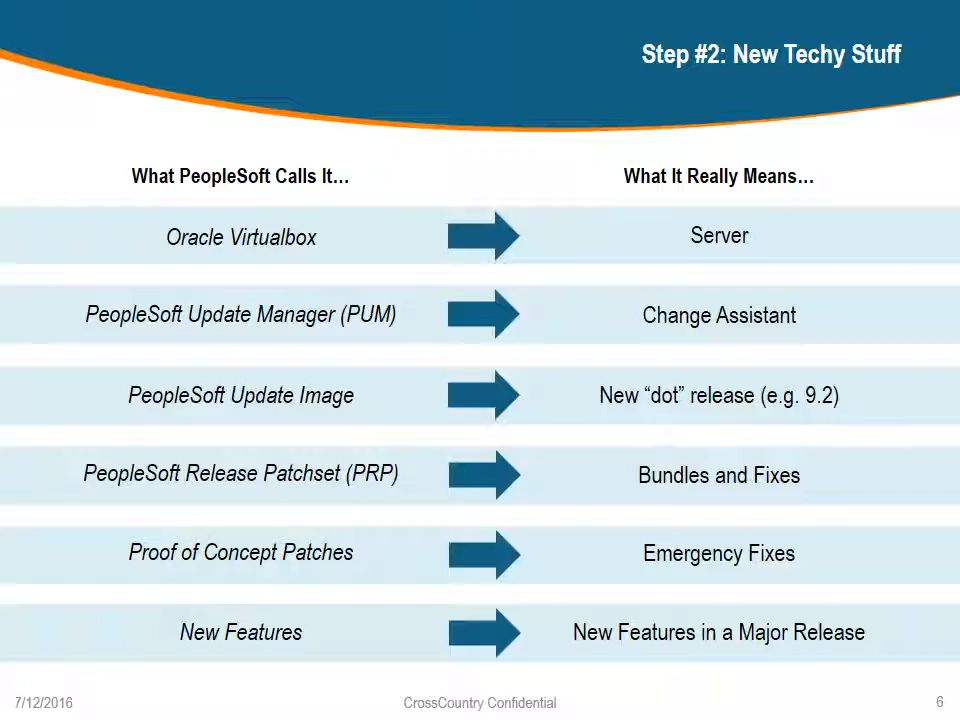 Step #2: New Techy Stuff
What PeopleSoft Calls It…
What It Really Means…
Oracle Virtualbox
Server
PeopleSoft Update Manager (PUM)
Change Assistant
PeopleSoft Update Image
New “dot” release (e.g. 9.2)
PeopleSoft Release Patchset (PRP)
Bundles and Fixes
Proof of Concept Patches
Emergency Fixes
New Features
New Features in a Major Release
7/12/2016
CrossCountry Confidential
6